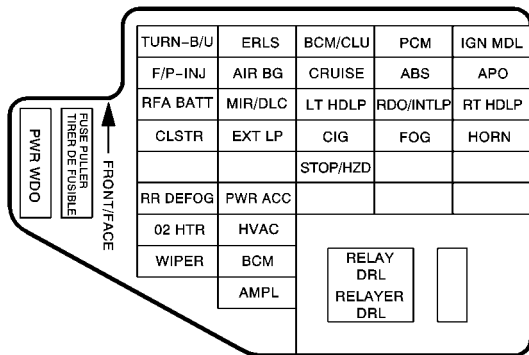 TURN-B/U ERLS BCM/CLU PCM IGN MDL
F/P-INJ AIR BG CRUISE ABS APO
RFA BATT MIR/DLC LT HDLP RDO/INTLP RT HDLP
CLSTR EXT LP CIG FOG HORN
STOP/HZD
RR DEFOG PWR ACC
02 HTR HVAC
WIPER BCM
AMPL
PWR WDO
FUSE PULLER
TIRER DE FUSIBLE
FRONT/FACE
RELAY
DRL
RELAYER
DRL